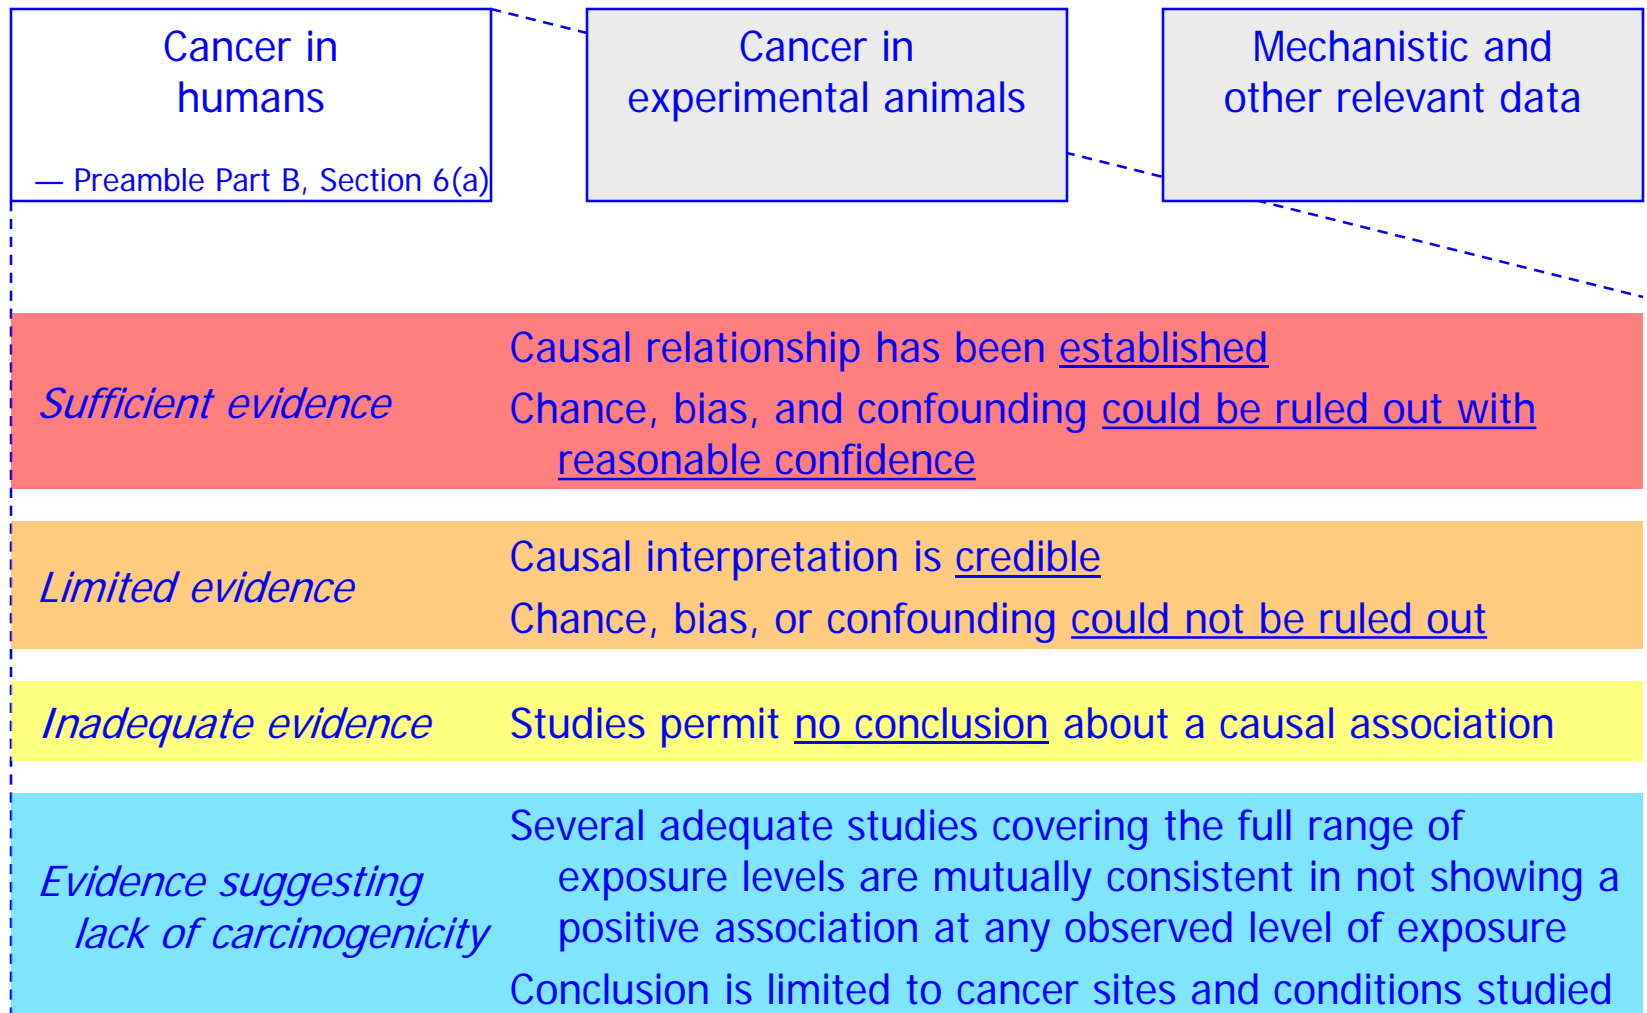 Cancer in
humans
— Preamble Part B, Section 6(a)
Cancer in
experimental animals
Mechanistic and
other relevant data
Sufficient evidence
Causal relationship has been established
Chance, bias, and confounding could be ruled out with
reasonable confidence
Limited evidence
Causal interpretation is credible
Chance, bias, or confounding could not be ruled out
Inadequate evidence
Studies permit no conclusion about a causal association
Evidence suggesting
lack of carcinogenicity
Several adequate studies covering the full range of
exposure levels are mutually consistent in not showing a
positive association at any observed level of exposure
Conclusion is limited to cancer sites and conditions studied